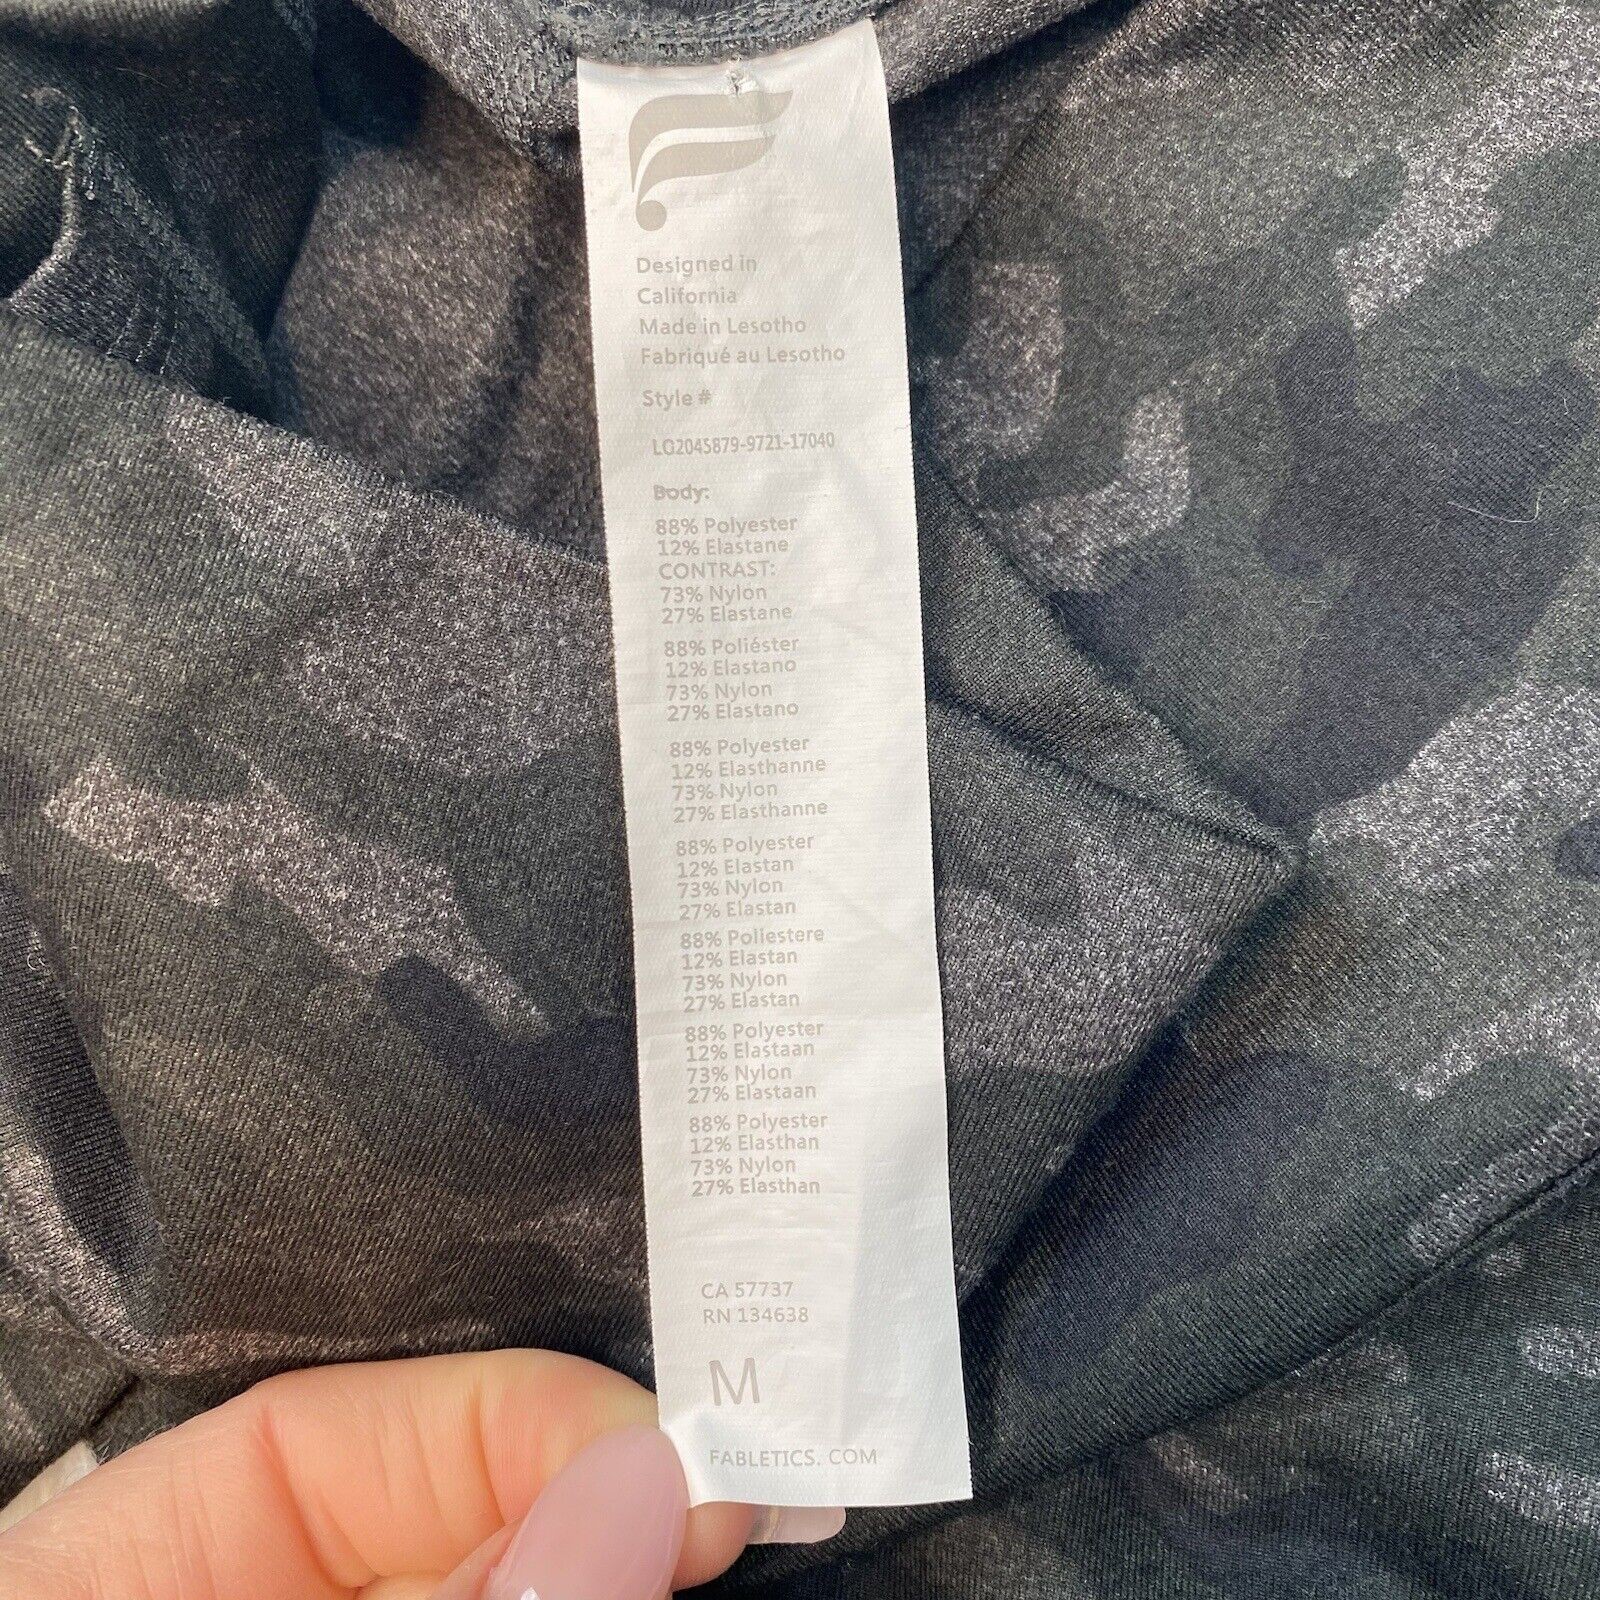 Designed in
California
Made in Lesotho
Fabriqué au Lesotho
Style #
LG2045879-9721-17040
Body:
88% Polyester
12% Elastane
CONTRAST:
73% Nylon
27% Elastane
88% Poliéster
12% Elastano
73% Nylon
27% Elastano
88% Polyester
12% Elasthanne
73% Nylon
27% Elasthanne
88% Polyester
12% Elastan
73% Nylon
27% Elastan
88% Poliestere
12% Elastan
73% Nylon
27% Elastan
88% Polyester
12% Elastaan
73% Nylon
27% Elastaan
88% Polyester
12% Elasthan
73% Nylon
27% Elasthan
CA 57737
RN 134638
M
FABLETICS. COM